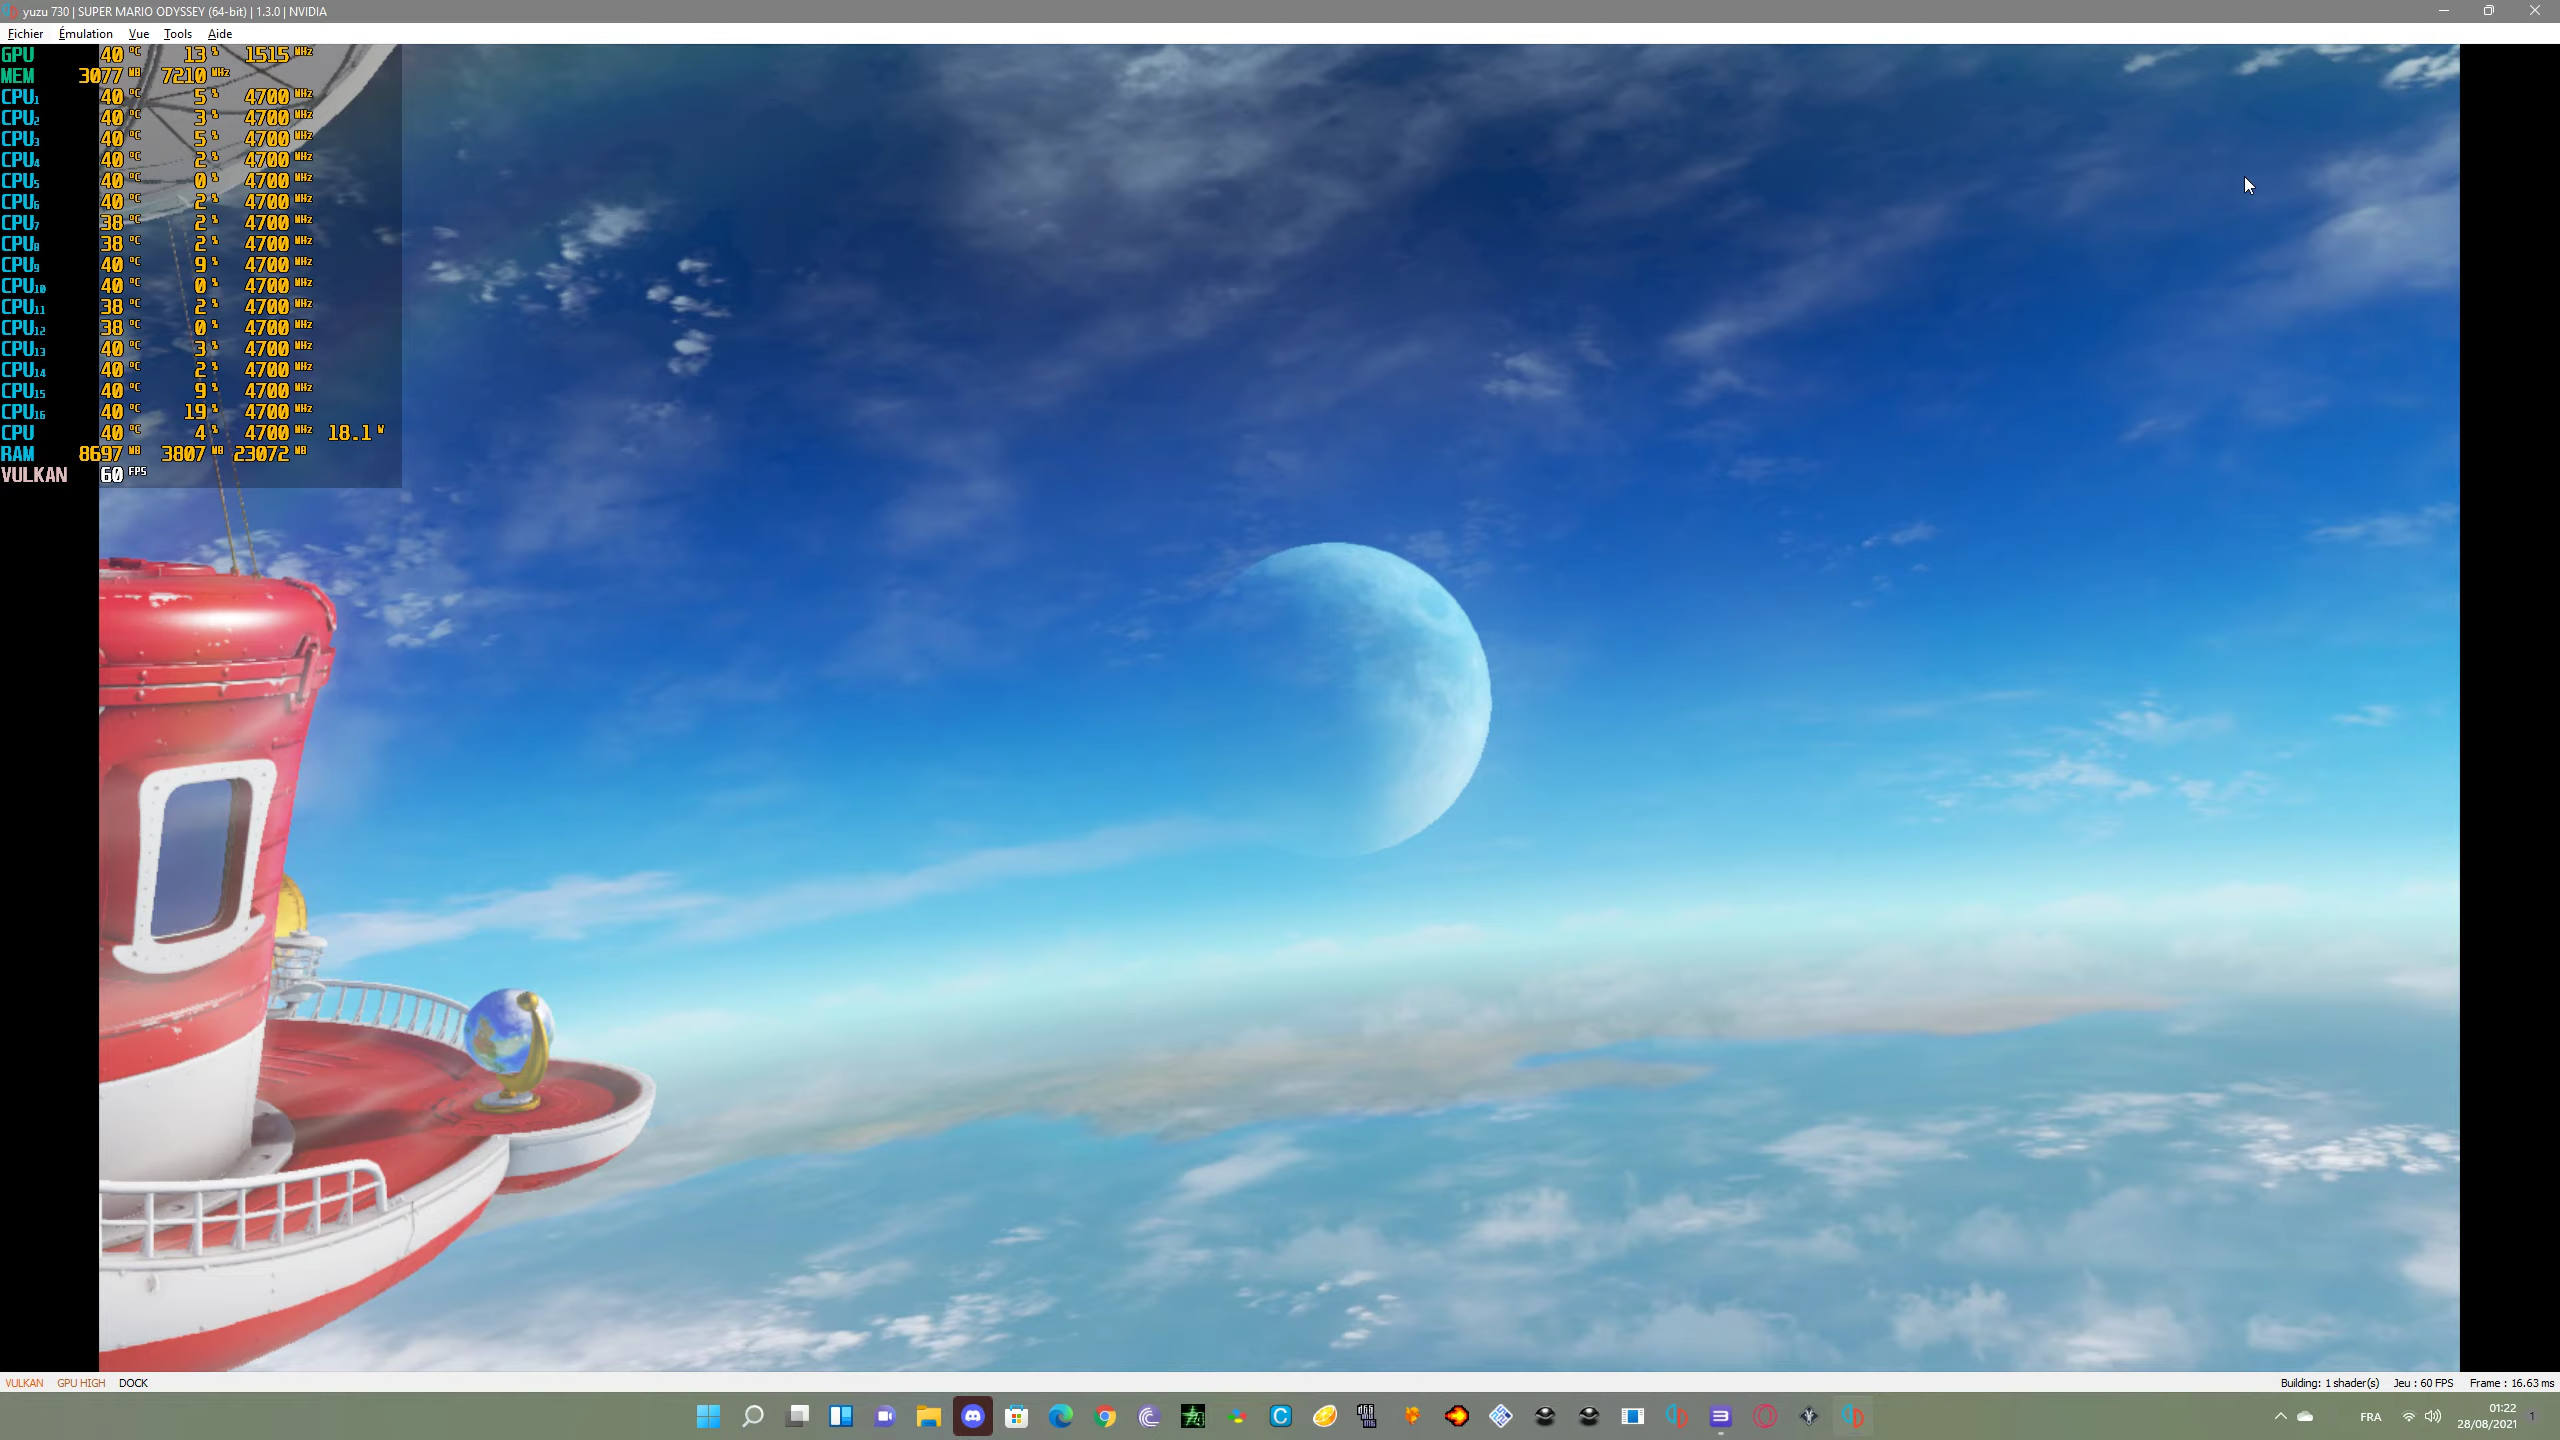 yuzu 730 | SUPER MARIO ODYSSEY (64-bit) | 1.3.0 | NVIDIA
Fichier Émulation Vue Tools Aide
GPU 40 °C 13 % 1515 MHz
MEM 3077 MB 7210 MHz
CPU1 40 °C 5 % 4700 MHz
CPU2 40 °C 3 % 4700 MHz
CPU3 40 °C 5 % 4700 MHz
CPU4 40 °C 2 % 4700 MHz
CPU5 40 °C 0 % 4700 MHz
CPU6 40 °C 2 % 4700 MHz
CPU7 38 °C 2 % 4700 MHz
CPU8 38 °C 2 % 4700 MHz
CPU9 40 °C 9 % 4700 MHz
CPU10 40 °C 0 % 4700 MHz
CPU11 38 °C 2 % 4700 MHz
CPU12 38 °C 0 % 4700 MHz
CPU13 40 °C 3 % 4700 MHz
CPU14 40 °C 2 % 4700 MHz
CPU15 40 °C 9 % 4700 MHz
CPU16 40 °C 19 % 4700 MHz
CPU 40 °C 4 % 4700 MHz 18.1 W
RAM 8697 MB 3807 MB 23072 MB
VULKAN 60 FPS
VULKAN GPU HIGH DOCK Building: 1 shader(s) Jeu : 60 FPS Frame : 16.63 ms
FRA 01:22 1
28/08/2021